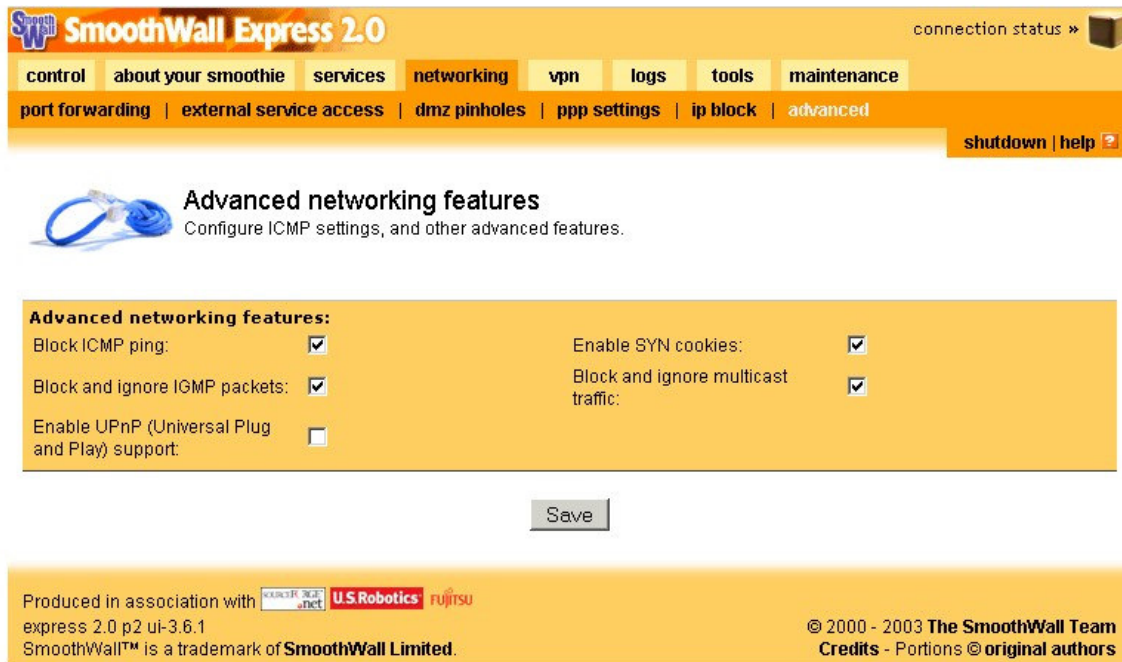 Smooth Wall SmoothWall Express 2.0
connection status »
control about your smoothie services networking vpn logs tools maintenance
port forwarding | external service access | dmz pinholes | ppp settings | ip block | advanced
shutdown | help ?
Advanced networking features
Configure ICMP settings, and other advanced features.
Advanced networking features:
Block ICMP ping:
Enable SYN cookies:
Block and ignore IGMP packets:
Block and ignore multicast
traffic:
Enable UPnP (Universal Plug
and Play) support:
Save
Produced in association with SOURCEFORGE .net U.S.Robotics FUJITSU
express 2.0 p2 ui-3.6.1
SmoothWall™ is a trademark of SmoothWall Limited.
© 2000 - 2003 The SmoothWall Team
Credits - Portions © original authors